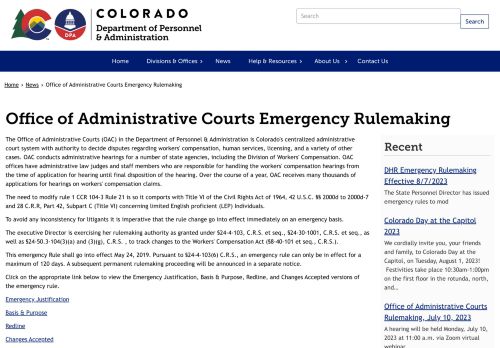 COLORADO
Department of Personnel
& Administration
DPA
Search
Search
Home
Divisions & Offices
News
Help & Resources
About Us
Contact Us
Home › News › Office of Administrative Courts Emergency Rulemaking
Office of Administrative Courts Emergency Rulemaking
The Office of Administrative Courts (OAC) in the Department of Personnel & Administration is Colorado's centralized administrative
court system with authority to decide disputes regarding workers' compensation, human services, licensing, and a variety of other
cases. OAC conducts administrative hearings for a number of state agencies, including the Division of Workers' Compensation. OAC
offices have administrative law judges and staff members who are responsible for handling the workers' compensation hearings from
the time of application for hearing until final disposition of the hearing. Over the course of a year, OAC receives many thousands of
applications for hearings on workers' compensation claims.
The need to modify rule 1 CCR 104-3 Rule 21 is so it comports with Title VI of the Civil Rights Act of 1964, 42 U.S.C. §§ 2000d to 2000d-7
and 28 C.R.R, Part 42, Subpart C (Title VI) concerning limited English proficient (LEP) individuals.
To avoid any inconsistency for litigants it is imperative that the rule change go into effect immediately on an emergency basis.
The executive Director is exercising her rulemaking authority as granted under §24-4-103, C.R.S. et seq., §24-30-1001, C.R.S. et seq., as
well as §24-50.3-104(3)(a) and (3)(g), C.R.S. , to track changes to the Workers' Compensation Act (§8-40-101 et seq., C.R.S.).
This emergency Rule shall go into effect May 24, 2019. Pursuant to §24-4-103(6) C.R.S., an emergency rule can only be in effect for a
maximum of 120 days. A subsequent permanent rulemaking proceeding will be announced in a separate notice.
Click on the appropriate link below to view the Emergency Justification, Basis & Purpose, Redline, and Changes Accepted versions of
the emergency rule.
Emergency Justification
Basis & Purpose
Redline
Changes Accepted
Recent
DHR Emergency Rulemaking
Effective 8/7/2023
The State Personnel Director has issued
emergency rules to mod
Colorado Day at the Capitol
2023
We cordially invite you, your friends
and family, to Colorado Day at the
Capitol, on Tuesday, August 1, 2023!
Festivities take place 10:30am-1:00pm
on the first floor in the rotunda, north,
and...
Office of Administrative Courts
Rulemaking, July 10, 2023
A hearing will be held Monday, July 10,
2023 at 11:00 a.m. via Zoom virtual
webinar